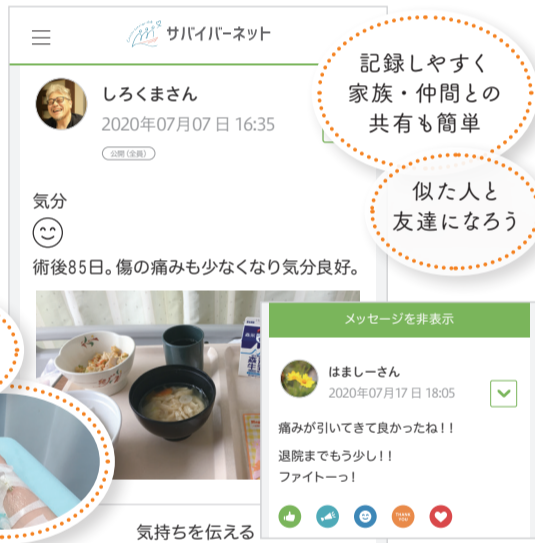 サバイバーネット
しろくまさん
2020年07月07日 16:35
公開(全員)
記録しやすく
家族・仲間との
共有も簡単
似た人と
友達になろう
気分
術後85日。傷の痛みも少なくなり気分良好。
メッセージを非表示
はましーさん
2020年07月17日 18:05
痛みが引いてきて良かったね!!
退院までもう少し!!
ファイトーっ!
THANK
YOU
気持ちを伝える